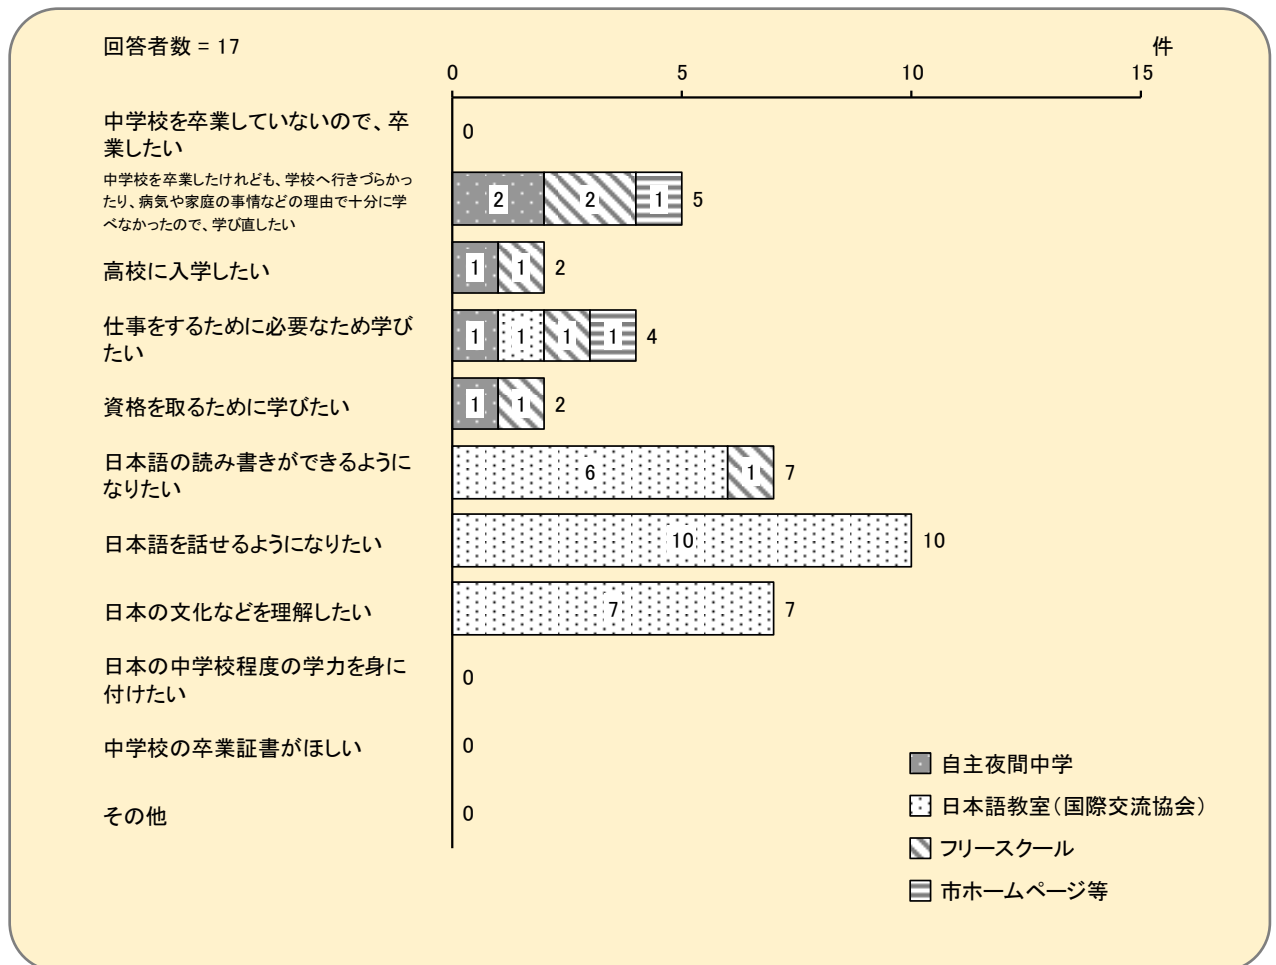 回答者数 = 17
件
0 5 10 15
中学校を卒業していないので、卒
業したい
0
中学校を卒業したけれども、学校へ行きづらかっ
たり、病気や家庭の事情などの理由で十分に学
べなかったので、学び直したい
2 2 1 5
高校に入学したい
1 1 2
仕事をするために必要なため学び
たい
1 1 1 1 4
資格を取るために学びたい
1 1 2
日本語の読み書きができるように
なりたい
6 1 7
日本語を話せるようになりたい
10 10
日本の文化などを理解したい
7 7
日本の中学校程度の学力を身に
付けたい
0
中学校の卒業証書がほしい
0
その他
0
自主夜間中学
日本語教室(国際交流協会)
フリースクール
市ホームページ等